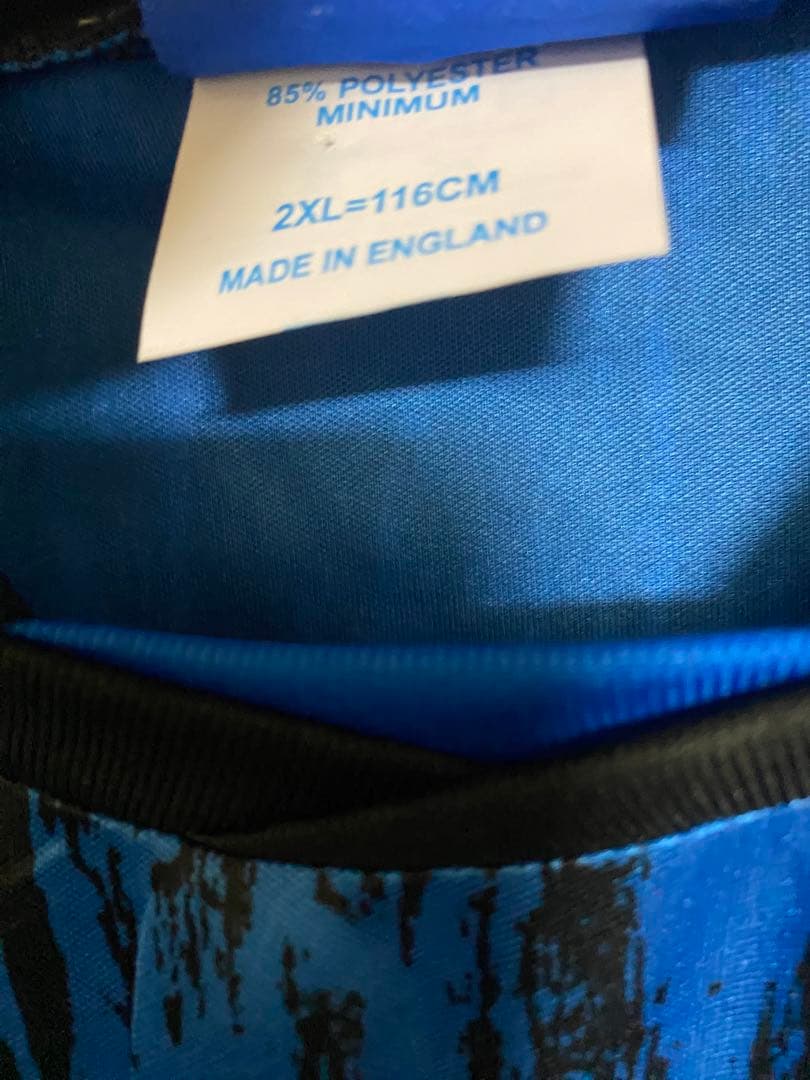 85% POLYESTER
MINIMUM
2XL=116CM
MADE IN ENGLAND